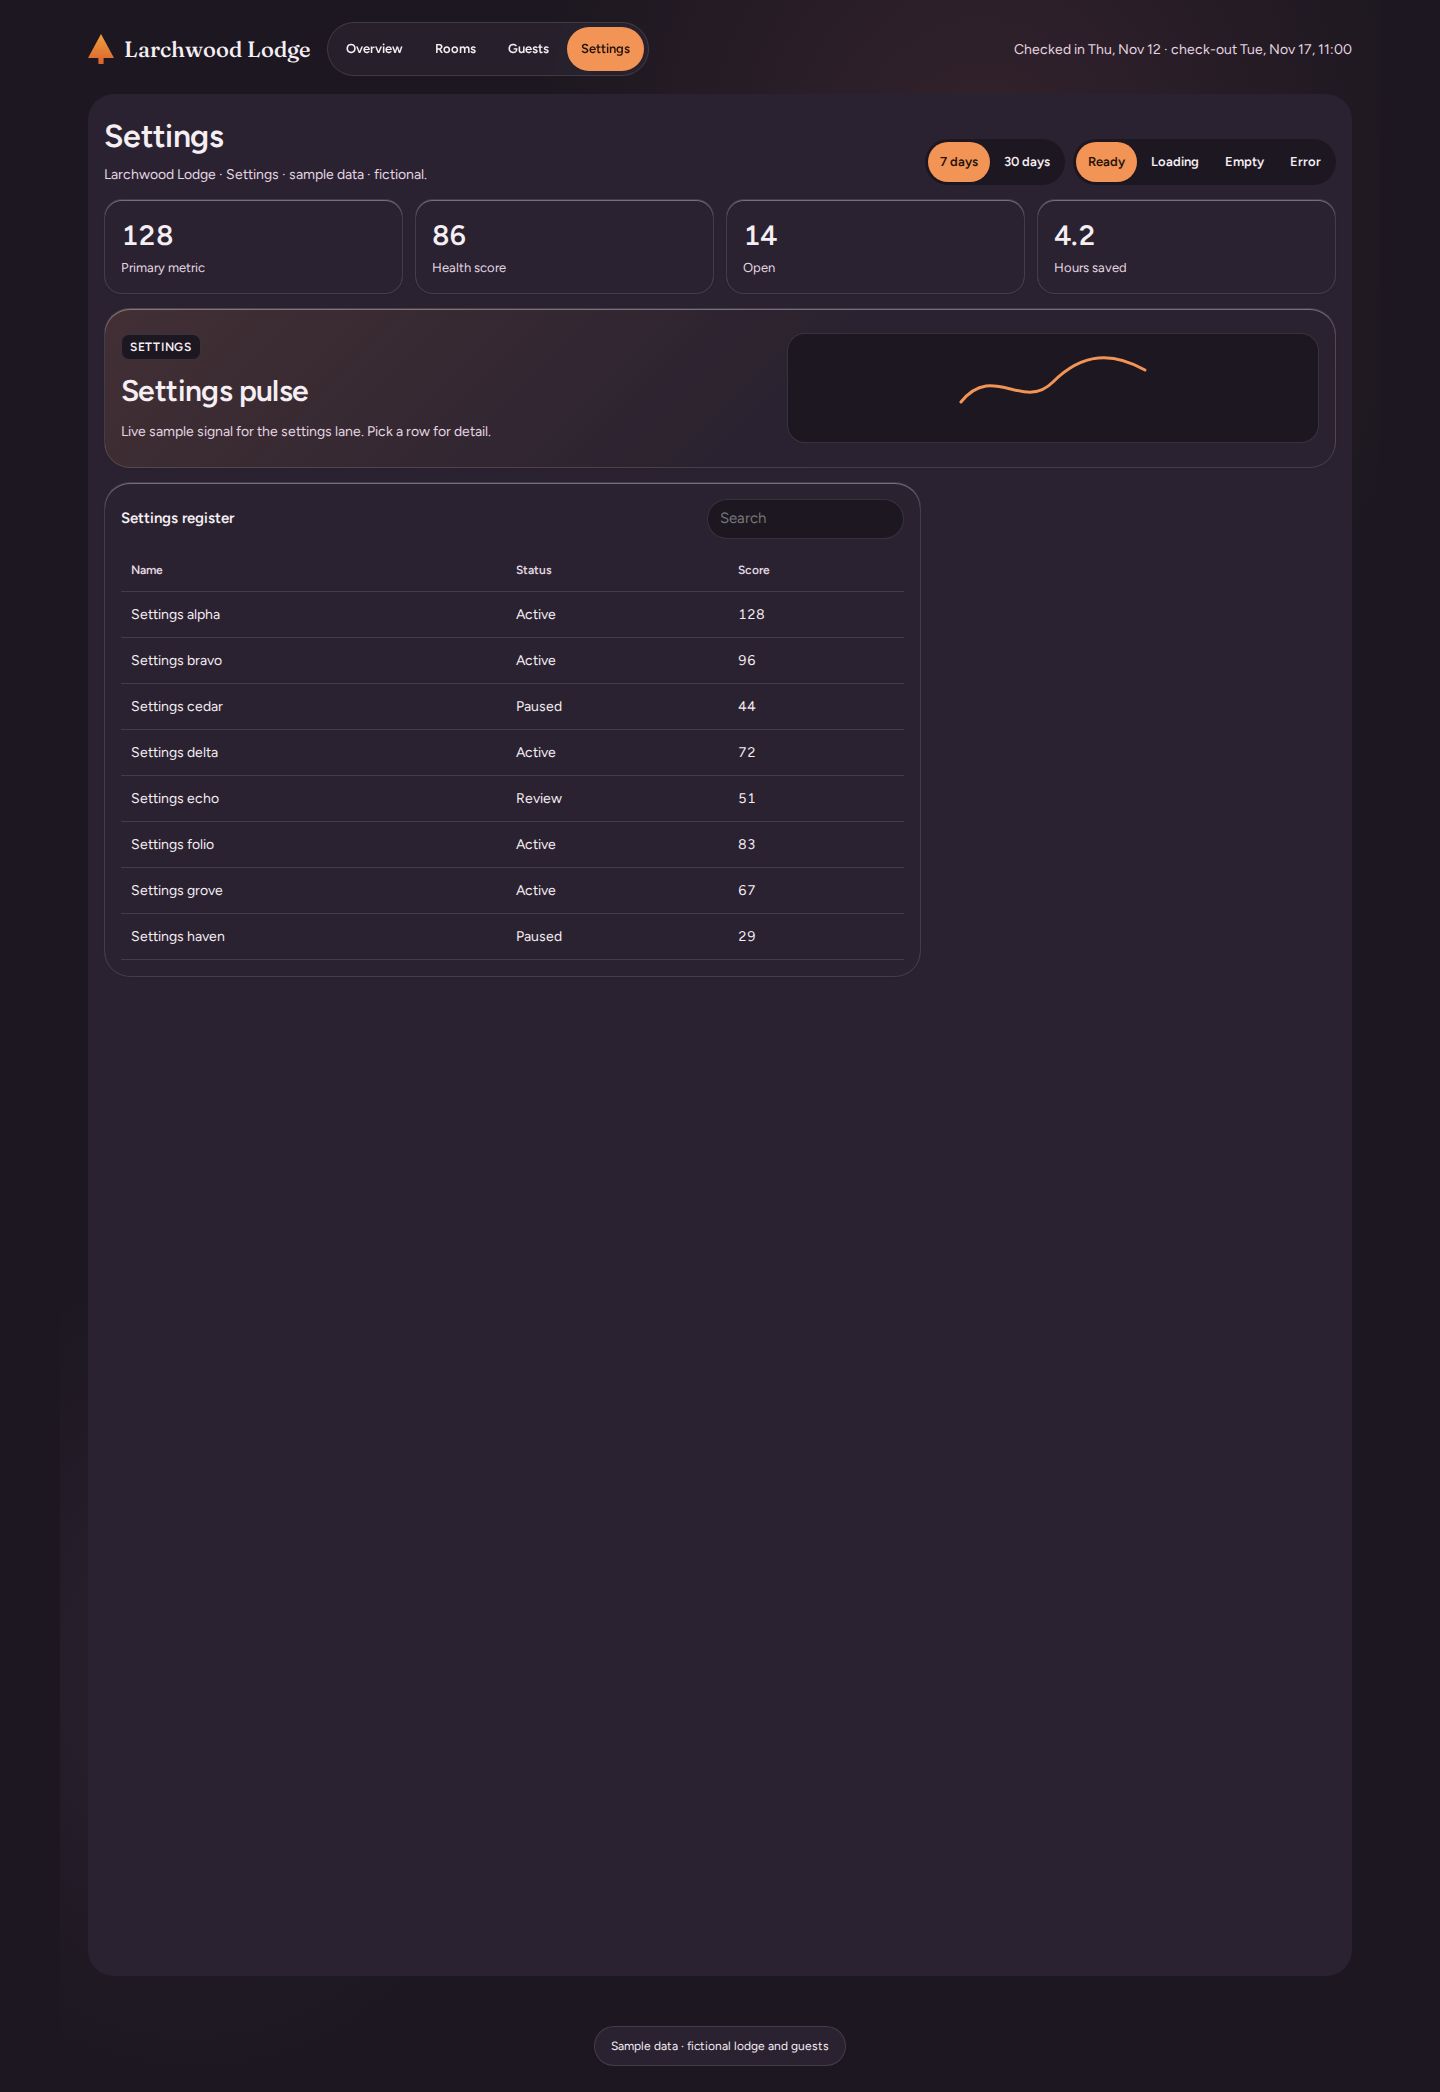 Larchwood Lodge
Overview Rooms Guests Settings
Checked in Thu, Nov 12 · check-out Tue, Nov 17, 11:00
Settings
Larchwood Lodge · Settings · sample data · fictional.
7 days 30 days
Ready Loading Empty Error
128
Primary metric
86
Health score
14
Open
4.2
Hours saved
SETTINGS
Settings pulse
Live sample signal for the settings lane. Pick a row for detail.
Settings register
Search
Name Status Score
Settings alpha Active 128
Settings bravo Active 96
Settings cedar Paused 44
Settings delta Active 72
Settings echo Review 51
Settings folio Active 83
Settings grove Active 67
Settings haven Paused 29
Sample data · fictional lodge and guests